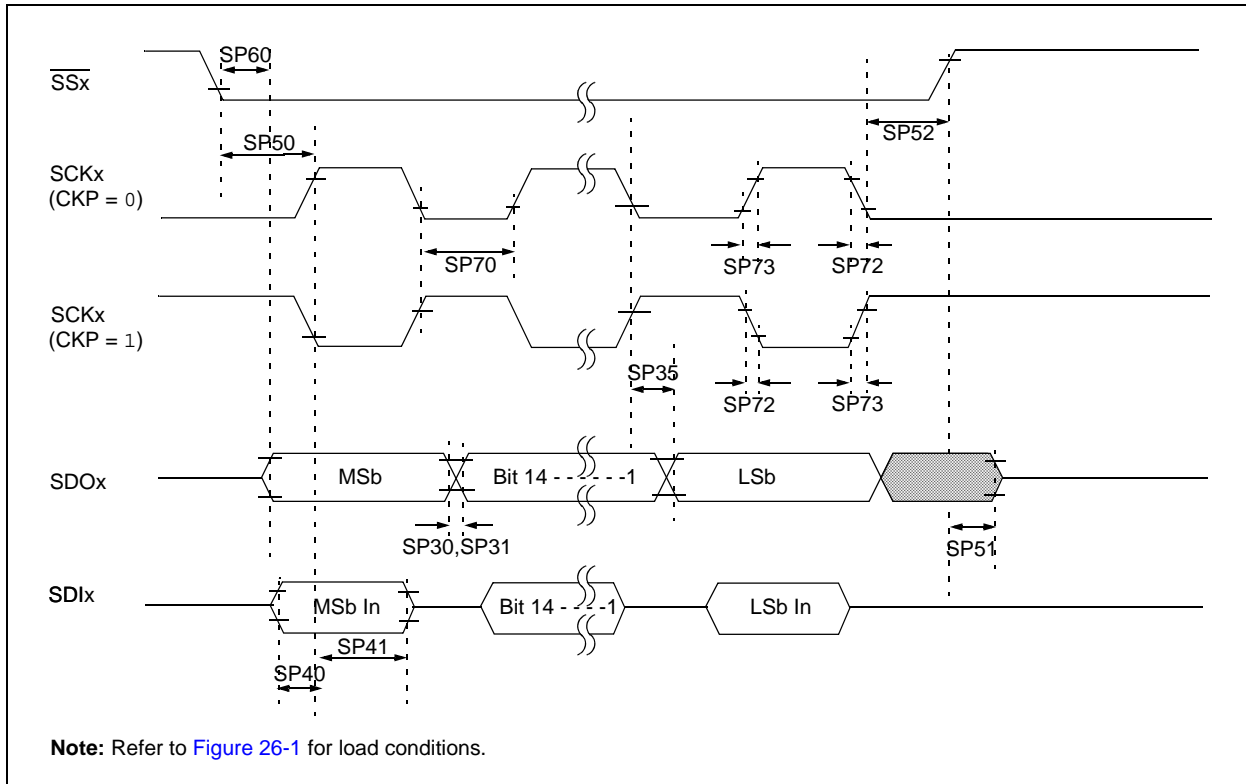 SP60
SSx
SP50
SP52
SCKx
(CKP = 0)
SP70
SP73
SP72
SCKx
(CKP = 1)
SP35
SP72
SP73
SDOx
MSb
Bit 14 - - - - - -1
LSb
SP30,SP31
SP51
SDIx
MSb In
Bit 14 - - - -1
LSb In
SP41
SP40
Note: Refer to Figure 26-1 for load conditions.